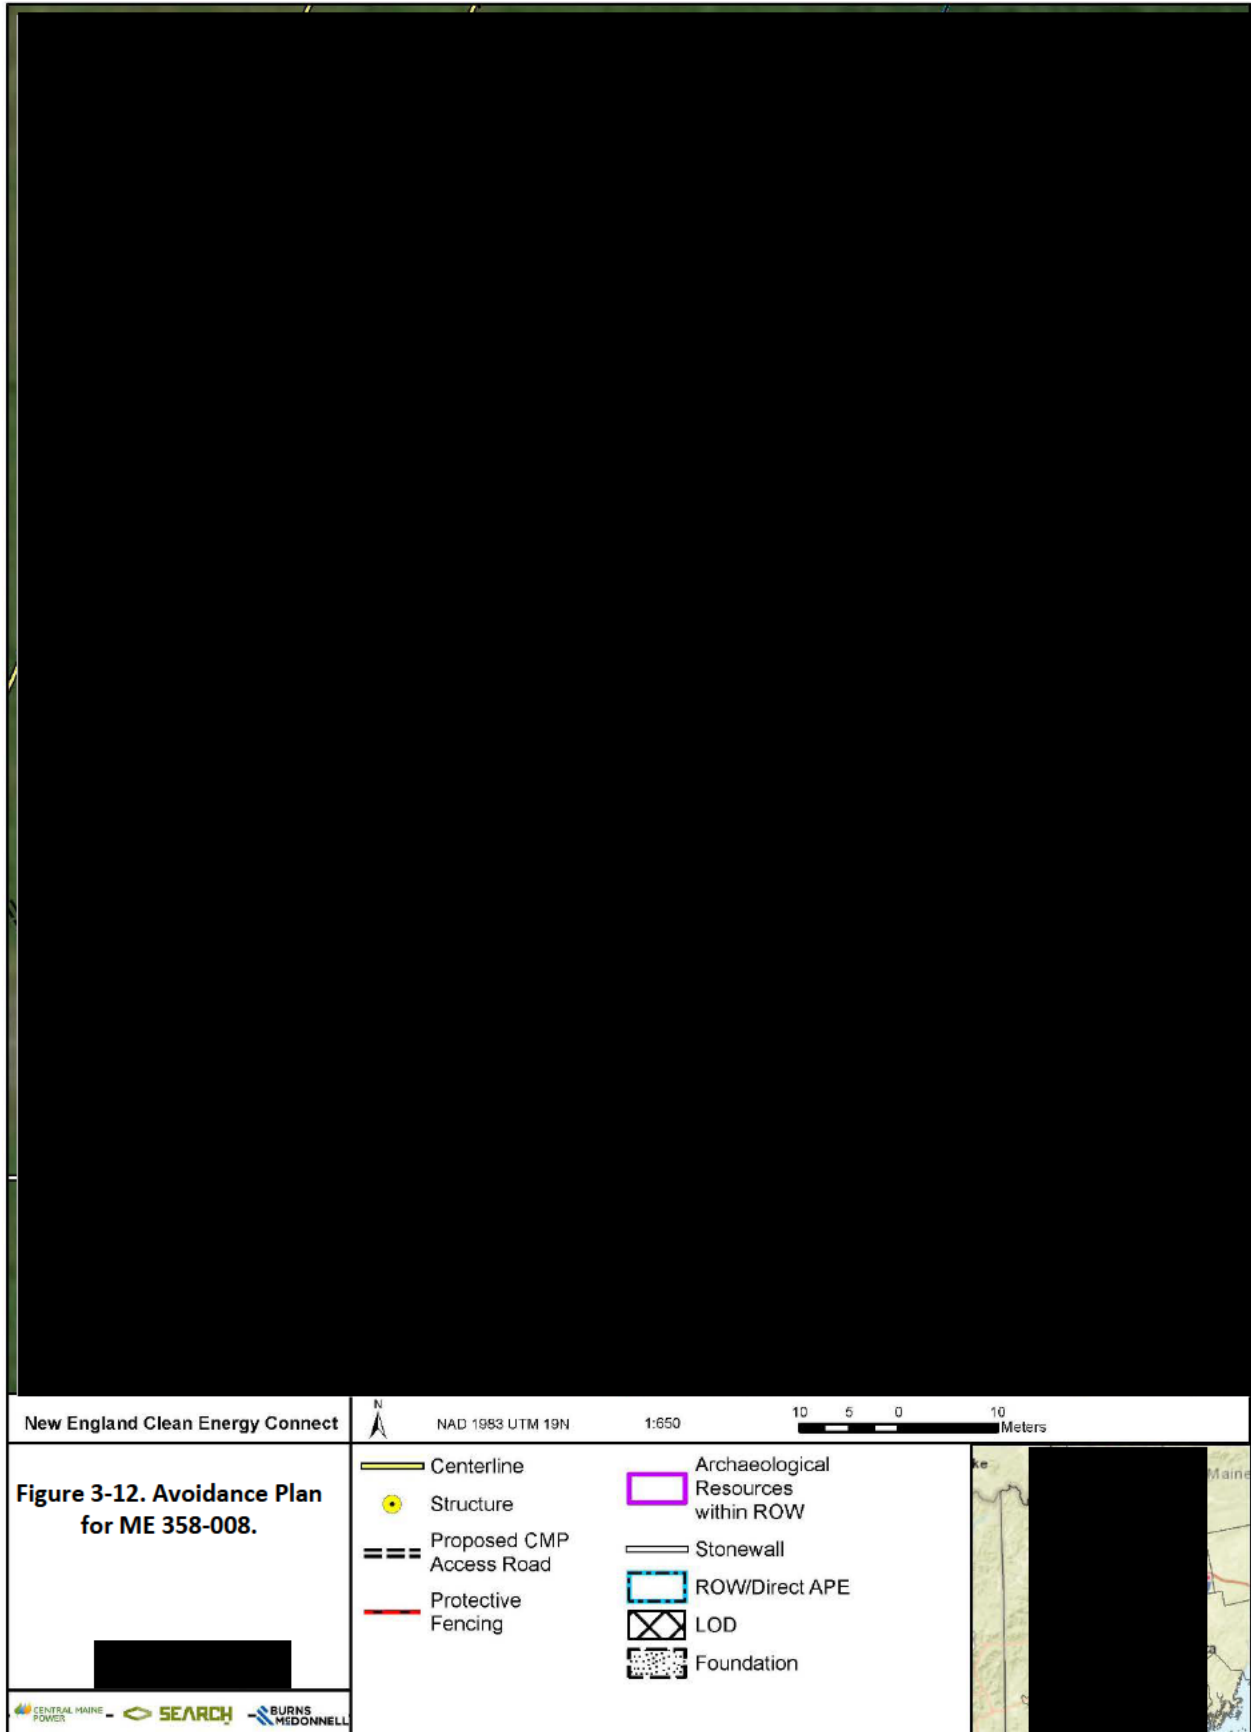 New England Clean Energy Connect
N
NAD 1983 UTM 19N
1:650
10 5 0 10
Meters
Figure 3-12. Avoidance Plan
for ME 358-008.
Centerline
Structure
Proposed CMP
Access Road
Protective
Fencing
Archaeological
Resources
within ROW
Stonewall
ROW/Direct APE
LOD
Foundation
ke
Maine
CENTRAL MAINE
POWER
SEARCH
BURNS
MCDONNELL